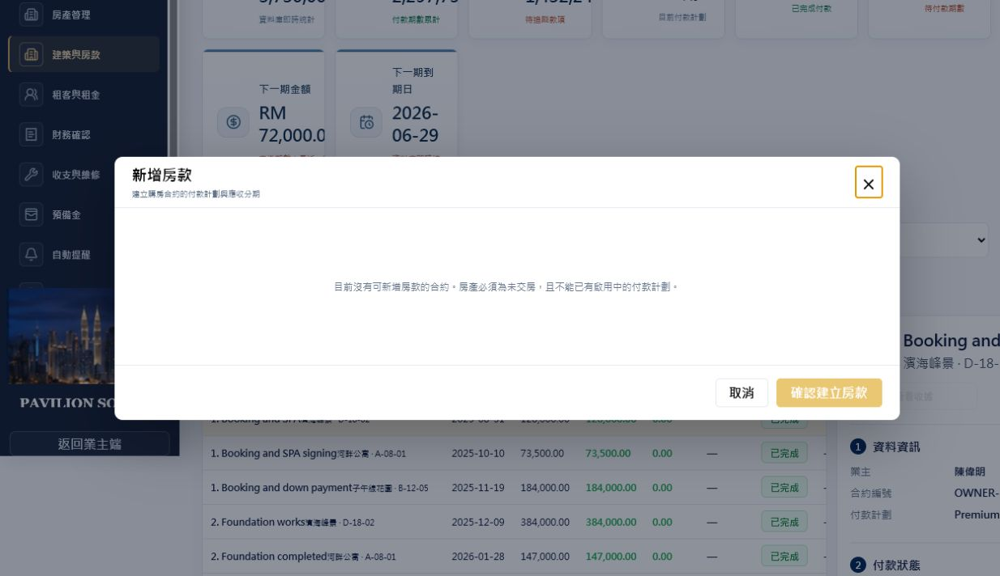 房產管理
建築與房款
租客與租金
財務確認
收支與維修
預備金
自動提醒
PAVILION SO
返回業主端
資料庫即時統計
付款期數累計
待追繳款項
目前付款計劃
已完成付款
待付款期數
下一期金額
RM
72,000.0
下一期到
期日
2026-
06-29
新增房款
建立購房合約的付款計劃與應收分期
目前沒有可新增房款的合約。房產必須為未交房，且不能已有啟用中的付款計劃。
取消
確認建立房款
1. Booking and SPA signing河畔公寓 · A-08-01 2025-10-10 73,500.00 73,500.00 0.00 — 已完成
1. Booking and down payment子午線花園 · B-12-05 2025-11-19 184,000.00 184,000.00 0.00 — 已完成
2. Foundation works濱海峰景 · D-18-02 2025-12-09 384,000.00 384,000.00 0.00 — 已完成
2. Foundation completed河畔公寓 · A-08-01 2026-01-28 147,000.00 147,000.00 0.00 — 已完成
Booking and
濱海峰景 · D-18-
1 資料資訊
業主 陳偉明
合約編號 OWNER-
付款計劃 Premium
2 付款狀態